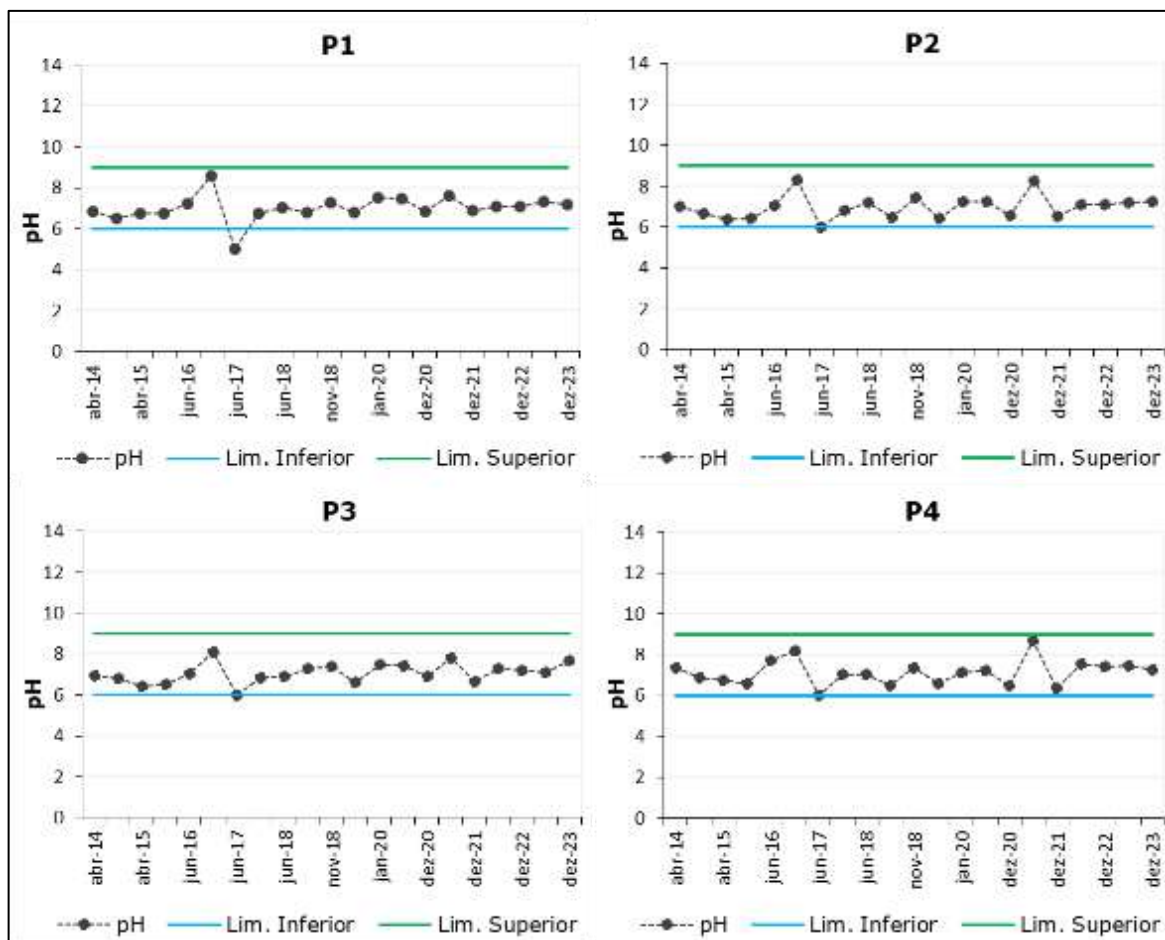 P1
14
12
10
8
6
4
2
0
pH
abr-14
abr-15
jun-16
jun-17
jun-18
nov-18
jan-20
dez-20
dez-21
dez-22
dez-23
pH Lim. Inferior Lim. Superior
P2
14
12
10
8
6
4
2
0
pH
abr-14
abr-15
jun-16
jun-17
jun-18
nov-18
jan-20
dez-20
dez-21
dez-22
dez-23
pH Lim. Inferior Lim. Superior
P3
14
12
10
8
6
4
2
0
pH
abr-14
abr-15
jun-16
jun-17
jun-18
nov-18
jan-20
dez-20
dez-21
dez-22
dez-23
pH Lim. Inferior Lim. Superior
P4
14
12
10
8
6
4
2
0
pH
abr-14
abr-15
jun-16
jun-17
jun-18
nov-18
jan-20
dez-20
dez-21
dez-22
dez-23
pH Lim. Inferior Lim. Superior